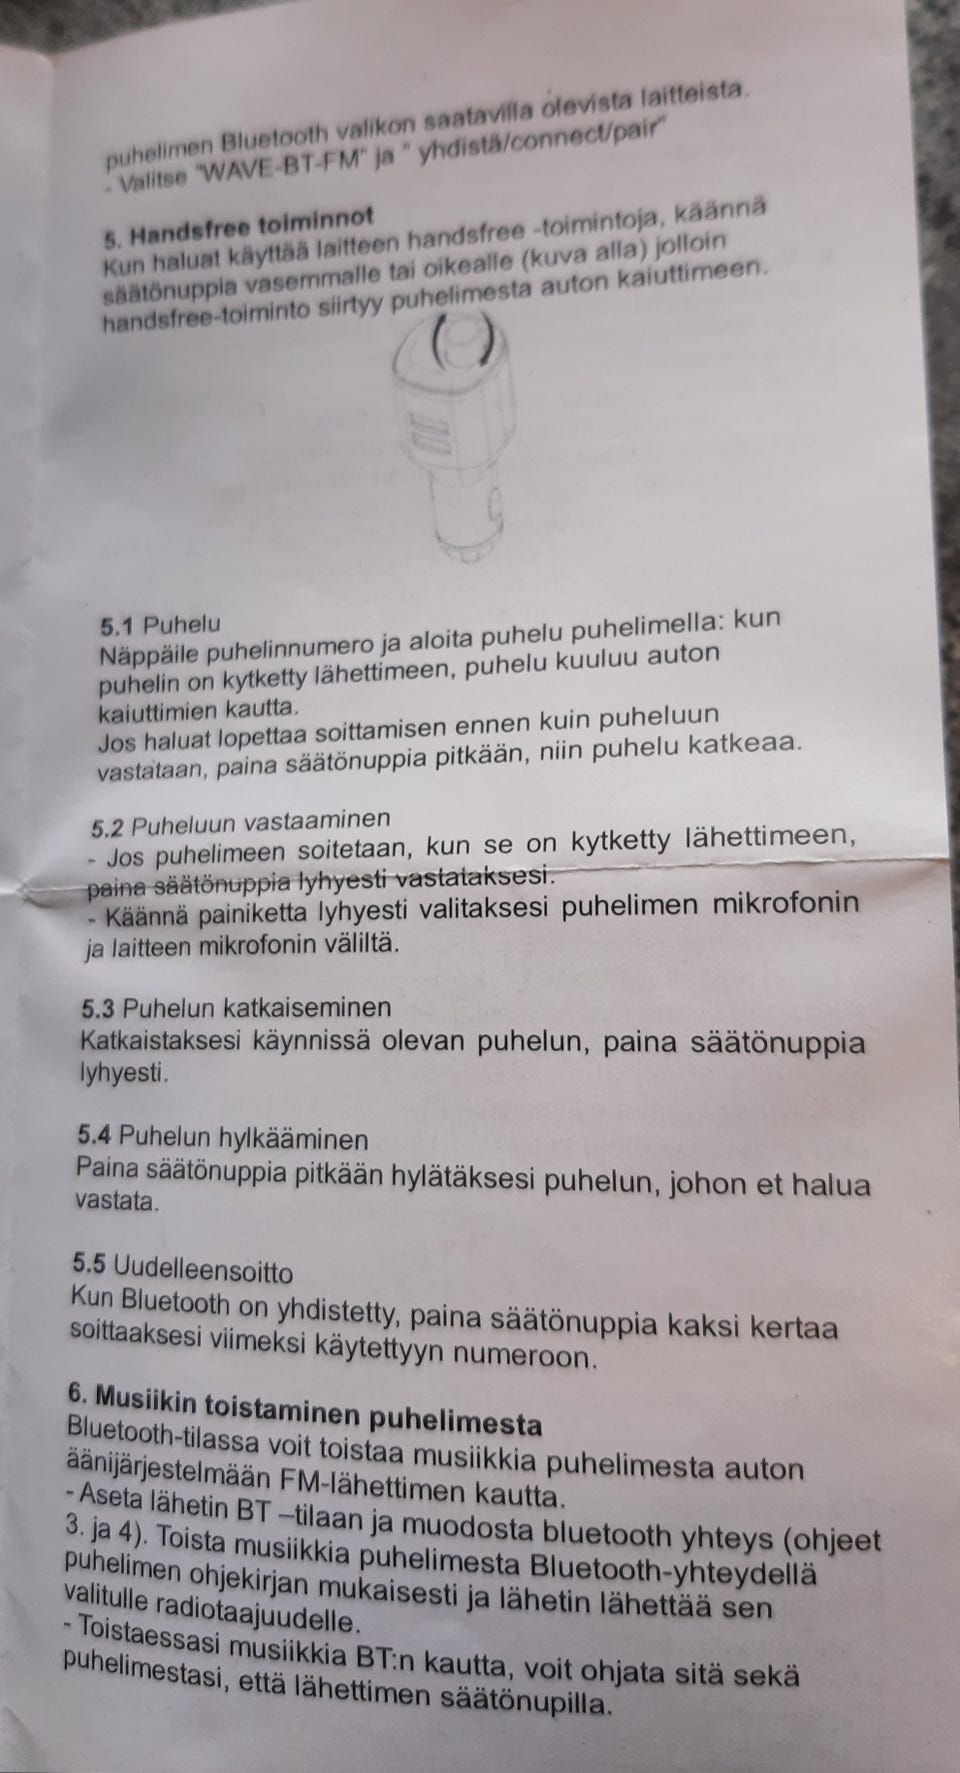 puhelimen Bluetooth valikon saatavilla olevista laitteista.
- Valitse "WAVE-BT-FM" ja " yhdistä/connect/pair"
5. Handsfree toiminnot
Kun haluat käyttää laitteen handsfree -toimintoja, käännä
säätönuppia vasemmalle tai oikealle (kuva alla) jolloin
handsfree-toiminto siirtyy puhelimesta auton kaiuttimeen.
5.1 Puhelu
Näppäile puhelinnumero ja aloita puhelu puhelimella: kun
puhelin on kytketty lähettimeen, puhelu kuuluu auton
kaiuttimien kautta.
Jos haluat lopettaa soittamisen ennen kuin puheluun
vastataan, paina säätönuppia pitkään, niin puhelu katkeaa.
5.2 Puheluun vastaaminen
- Jos puhelimeen soitetaan, kun se on kytketty lähettimeen,
paina säätönuppia lyhyesti vastataksesi.
- Käännä painiketta lyhyesti valitaksesi puhelimen mikrofonin
ja laitteen mikrofonin väliltä.
5.3 Puhelun katkaiseminen
Katkaistaksesi käynnissä olevan puhelun, paina säätönuppia
lyhyesti.
5.4 Puhelun hylkääminen
Paina säätönuppia pitkään hylätäksesi puhelun, johon et halua
vastata.
5.5 Uudelleensoitto
Kun Bluetooth on yhdistetty, paina säätönuppia kaksi kertaa
soittaaksesi viimeksi käytettyyn numeroon.
6. Musiikin toistaminen puhelimesta
Bluetooth-tilassa voit toistaa musiikkia puhelimesta auton
äänijärjestelmään FM-lähettimen kautta.
- Aseta lähetin BT –tilaan ja muodosta bluetooth yhteys (ohjeet
3. ja 4). Toista musiikkia puhelimesta Bluetooth-yhteydellä
puhelimen ohjekirjan mukaisesti ja lähetin lähettää sen
valitulle radiotaajuudelle.
- Toistaessasi musiikkia BT:n kautta, voit ohjata sitä sekä
puhelimestasi, että lähettimen säätönupilla.